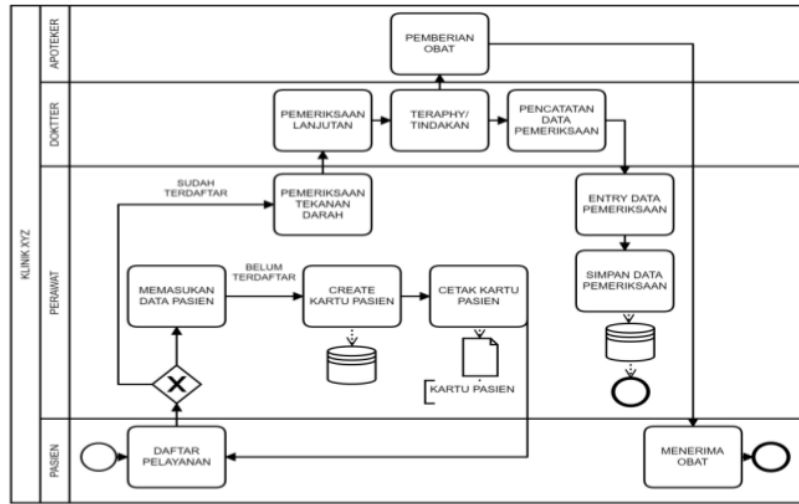 KLINIK XYZ
APOTEKER
PEMBERIAN
OBAT
DOKTTER
PEMERIKSAAN
LANJUTAN
TERAPHY/
TINDAKAN
PENCATATAN
DATA
PEMERIKSAAN
PERAWAT
SUDAH
TERDAFTAR
PEMERIKSAAN
TEKANAN
DARAH
ENTRY DATA
PEMERIKSAAN
MEMASUKAN
DATA PASIEN
BELUM
TERDAFTAR
CREATE
KARTU PASIEN
CETAK KARTU
PASIEN
SIMPAN DATA
PEMERIKSAAN
X
KARTU PASIEN
PASIEN
DAFTAR
PELAYANAN
MENERIMA
OBAT